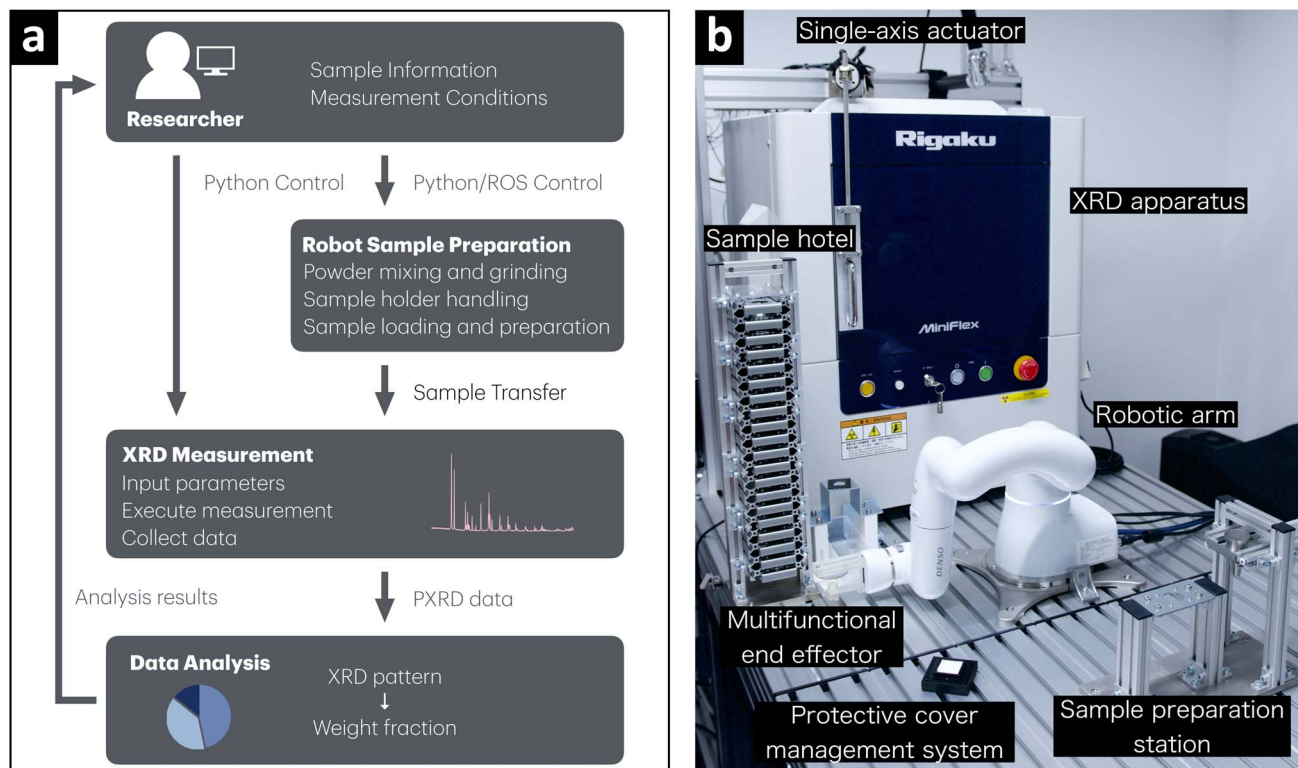 a
Sample Information
Measurement Conditions
Researcher
Python Control
Python/ROS Control
Robot Sample Preparation
Powder mixing and grinding
Sample holder handling
Sample loading and preparation
Sample Transfer
XRD Measurement
Input parameters
Execute measurement
Collect data
Analysis results
PXRD data
Data Analysis
XRD pattern
Weight fraction
b
Single-axis actuator
Rigaku
XRD apparatus
Sample hotel
MiniFlex
Robotic arm
DENSO
Multifunctional
end effector
Protective cover
management system
Sample preparation
station